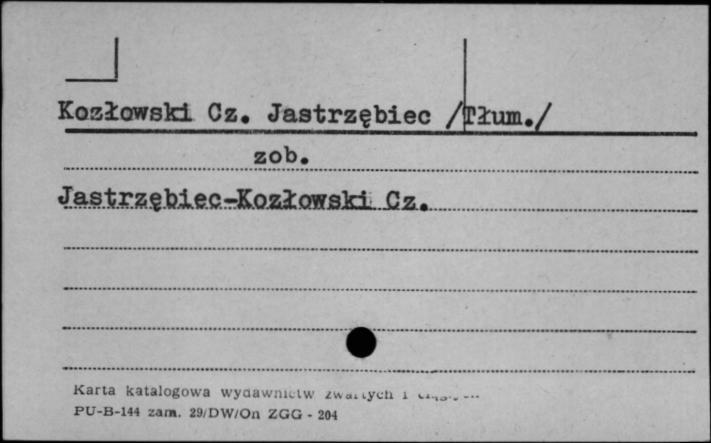 Kozłowski Cz. Jastrzębiec /Tłum./
zob.
Jastrzębiec-Kozłowski Cz.
Karta katalogowa wydawnictw zwartych i
PU-B-144 zam. 29/DW/On ZGG - 204